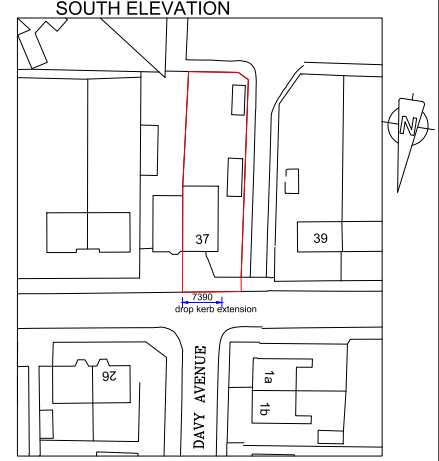 SOUTH ELEVATION
N
37
39
7390
drop kerb extension
26
1a
1b
DAVY AVENUE